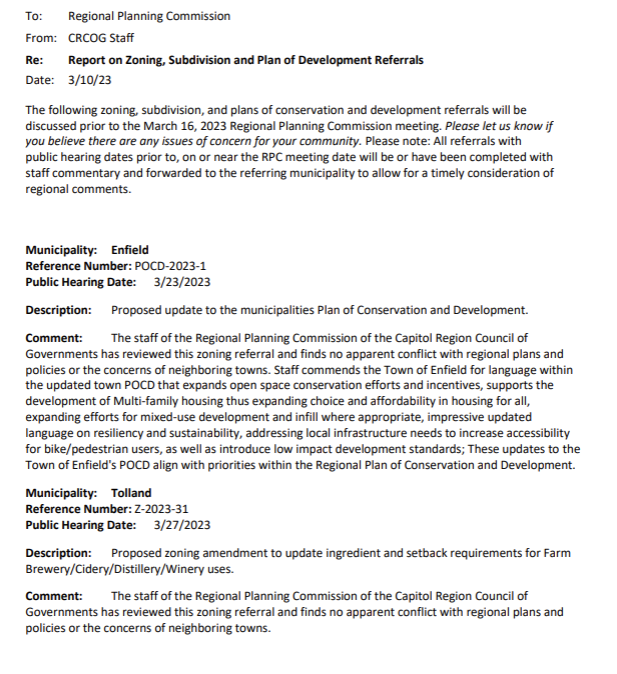 To: Regional Planning Commission
From: CRCOG Staff
Re: Report on Zoning, Subdivision and Plan of Development Referrals
Date: 3/10/23
The following zoning, subdivision, and plans of conservation and development referrals will be
discussed prior to the March 16, 2023 Regional Planning Commission meeting. Please let us know if
you believe there are any issues of concern for your community. Please note: All referrals with
public hearing dates prior to, on or near the RPC meeting date will be or have been completed with
staff commentary and forwarded to the referring municipality to allow for a timely consideration of
regional comments.
Municipality: Enfield
Reference Number: POCD-2023-1
Public Hearing Date: 3/23/2023
Description: Proposed update to the municipalities Plan of Conservation and Development.
Comment: The staff of the Regional Planning Commission of the Capitol Region Council of
Governments has reviewed this zoning referral and finds no apparent conflict with regional plans and
policies or the concerns of neighboring towns. Staff commends the Town of Enfield for language within
the updated town POCD that expands open space conservation efforts and incentives, supports the
development of Multi-family housing thus expanding choice and affordability in housing for all,
expanding efforts for mixed-use development and infill where appropriate, impressive updated
language on resiliency and sustainability, addressing local infrastructure needs to increase accessibility
for bike/pedestrian users, as well as introduce low impact development standards; These updates to the
Town of Enfield's POCD align with priorities within the Regional Plan of Conservation and Development.
Municipality: Tolland
Reference Number: Z-2023-31
Public Hearing Date: 3/27/2023
Description: Proposed zoning amendment to update ingredient and setback requirements for Farm
Brewery/Cidery/Distillery/Winery uses.
Comment: The staff of the Regional Planning Commission of the Capitol Region Council of
Governments has reviewed this zoning referral and finds no apparent conflict with regional plans and
policies or the concerns of neighboring towns.